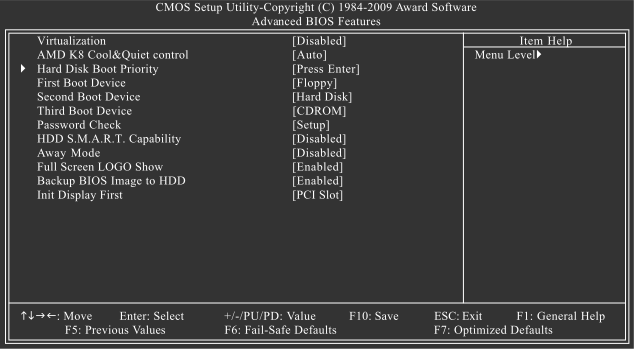 CMOS Setup Utility-Copyright (C) 1984-2009 Award Software
Advanced BIOS Features
Virtualization [Disabled] Item Help
AMD K8 Cool&Quiet control [Auto] Menu Level
Hard Disk Boot Priority [Press Enter]
First Boot Device [Floppy]
Second Boot Device [Hard Disk]
Third Boot Device [CDROM]
Password Check [Setup]
HDD S.M.A.R.T. Capability [Disabled]
Away Mode [Disabled]
Full Screen LOGO Show [Enabled]
Backup BIOS Image to HDD [Enabled]
Init Display First [PCI Slot]
↑↓→←: Move Enter: Select +/-/PU/PD: Value F10: Save ESC: Exit F1: General Help
F5: Previous Values F6: Fail-Safe Defaults F7: Optimized Defaults